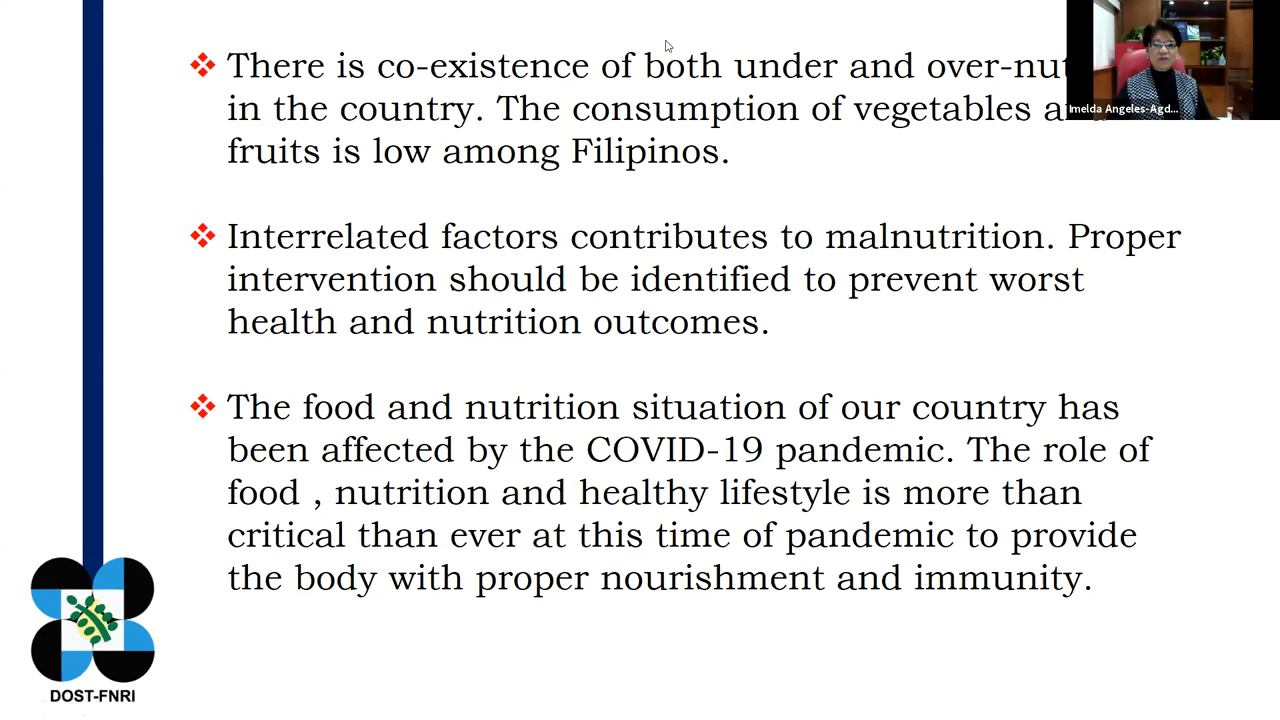 There is co-existence of both under and over-nut
in the country. The consumption of vegetables a
fruits is low among Filipinos.
Interrelated factors contributes to malnutrition. Proper
intervention should be identified to prevent worst
health and nutrition outcomes.
The food and nutrition situation of our country has
been affected by the COVID-19 pandemic. The role of
food , nutrition and healthy lifestyle is more than
critical than ever at this time of pandemic to provide
the body with proper nourishment and immunity.
Imelda Angeles-Agd...
DOST-FNRI